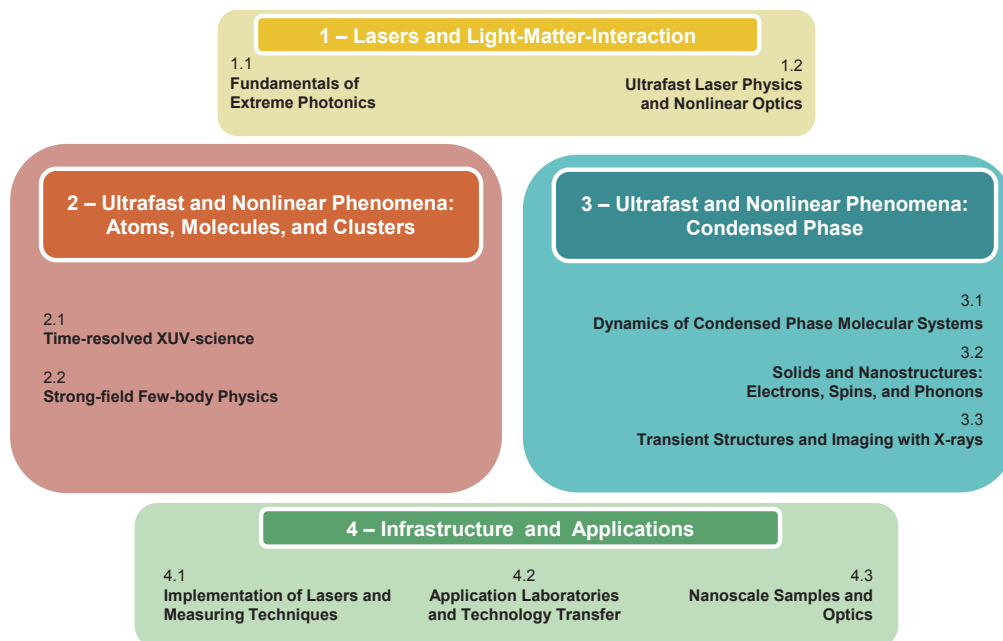 1 – Lasers and Light-Matter-Interaction
1.1
Fundamentals of
Extreme Photonics
1.2
Ultrafast Laser Physics
and Nonlinear Optics
2 – Ultrafast and Nonlinear Phenomena:
Atoms, Molecules, and Clusters
2.1
Time-resolved XUV-science
2.2
Strong-field Few-body Physics
3 – Ultrafast and Nonlinear Phenomena:
Condensed Phase
3.1
Dynamics of Condensed Phase Molecular Systems
3.2
Solids and Nanostructures:
Electrons, Spins, and Phonons
3.3
Transient Structures and Imaging with X-rays
4 – Infrastructure and Applications
4.1
Implementation of Lasers and
Measuring Techniques
4.2
Application Laboratories
and Technology Transfer
4.3
Nanoscale Samples and
Optics